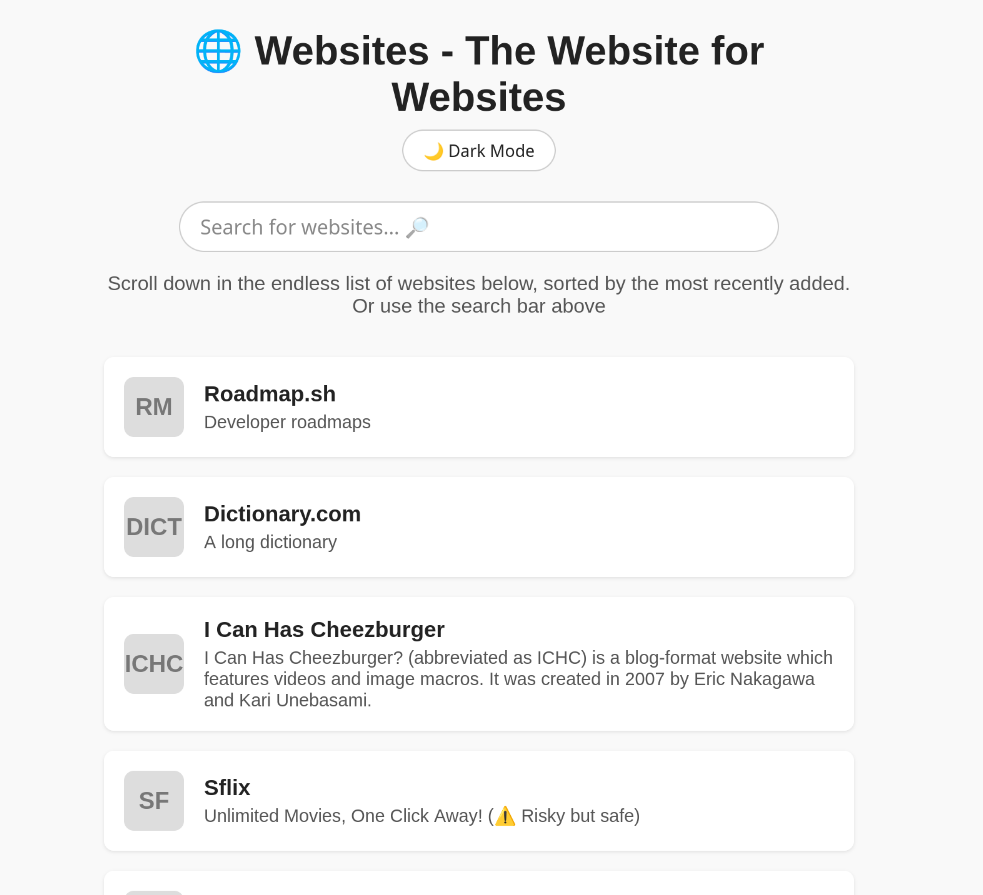 🌐 Websites - The Website for
Websites
🌙 Dark Mode
Search for websites... 🔎
Scroll down in the endless list of websites below, sorted by the most recently added.
Or use the search bar above
RM
Roadmap.sh
Developer roadmaps
DICT
Dictionary.com
A long dictionary
ICHC
I Can Has Cheezburger
I Can Has Cheezburger? (abbreviated as ICHC) is a blog-format website which
features videos and image macros. It was created in 2007 by Eric Nakagawa
and Kari Unebasami.
SF
Sflix
Unlimited Movies, One Click Away! (⚠️ Risky but safe)